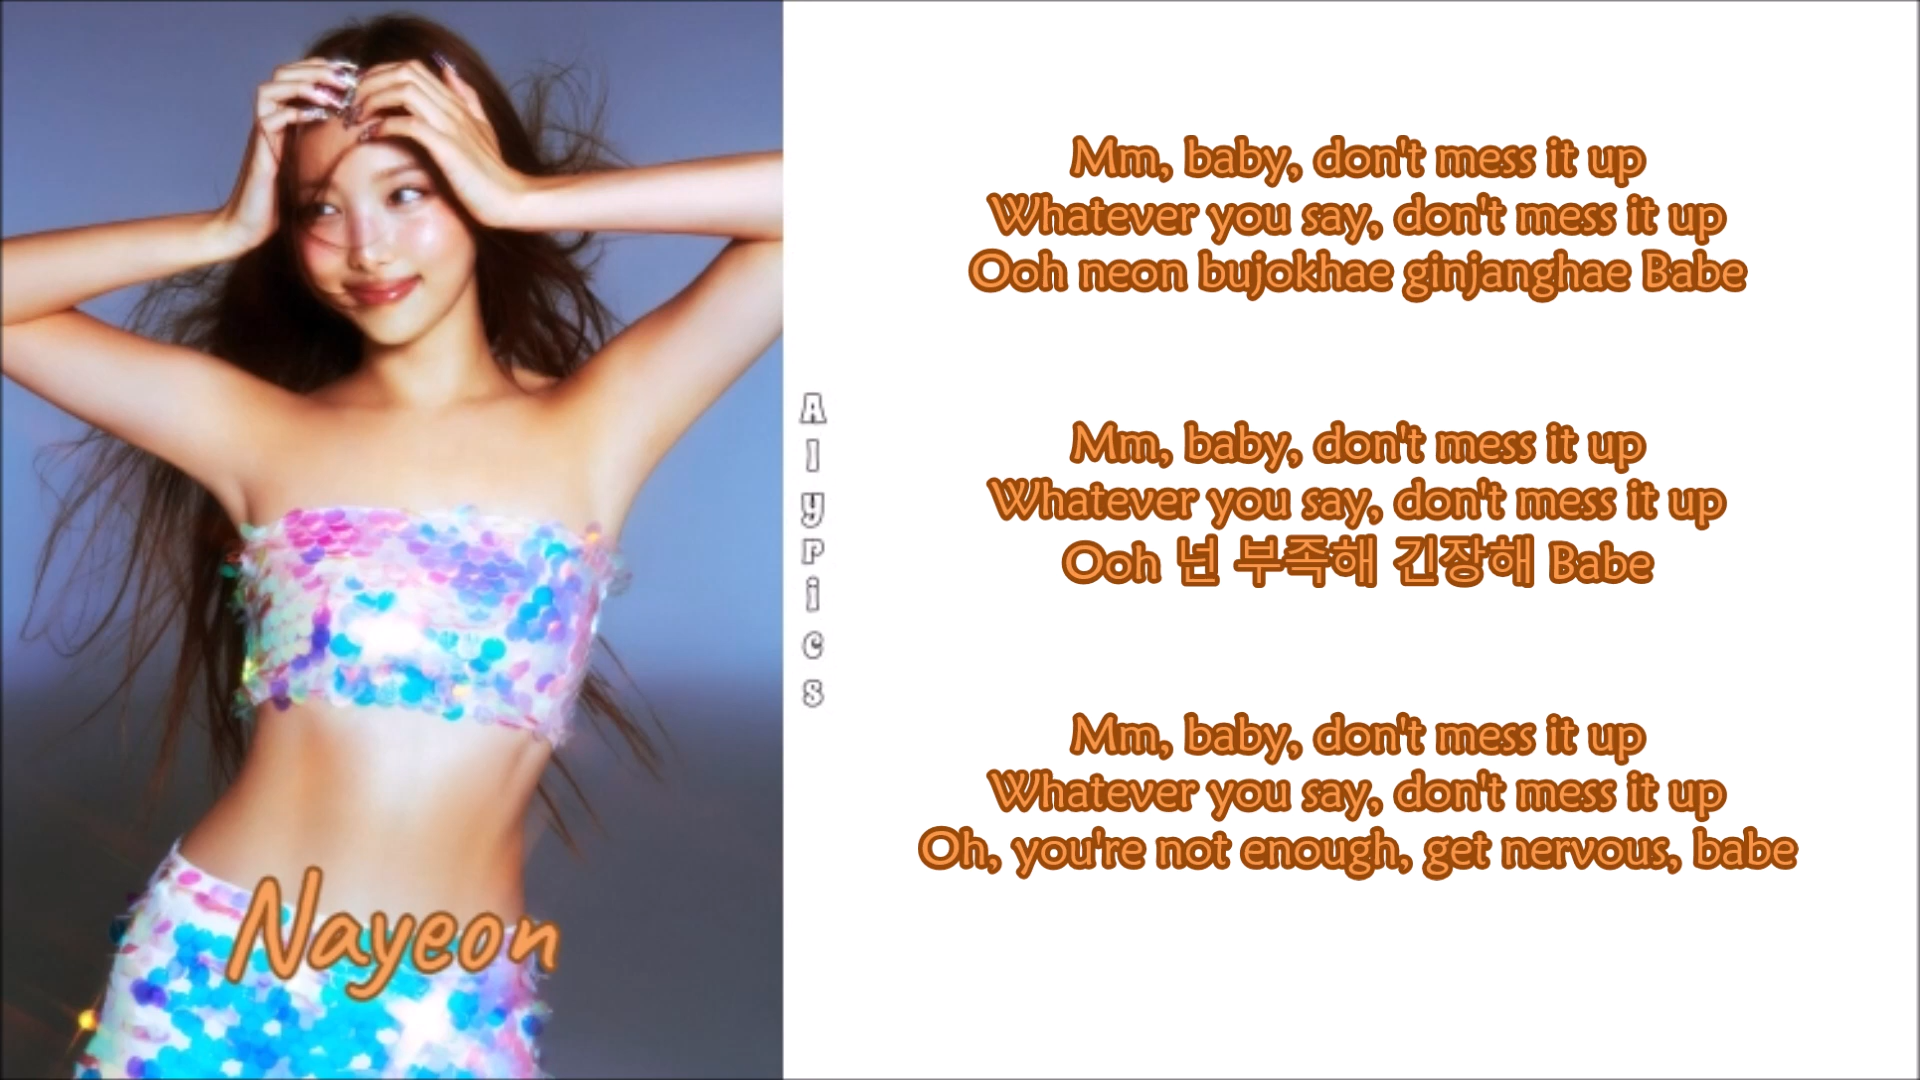 Mm, baby, don't mess it up
Whatever you say, don't mess it up
Ooh neon bujokhae ginjanghae Babe
Mm, baby, don't mess it up
Whatever you say, don't mess it up
Ooh 넌 부족해 긴장해 Babe
Mm, baby, don't mess it up
Whatever you say, don't mess it up
Oh, you're not enough, get nervous, babe
Alyrics
Nayeon